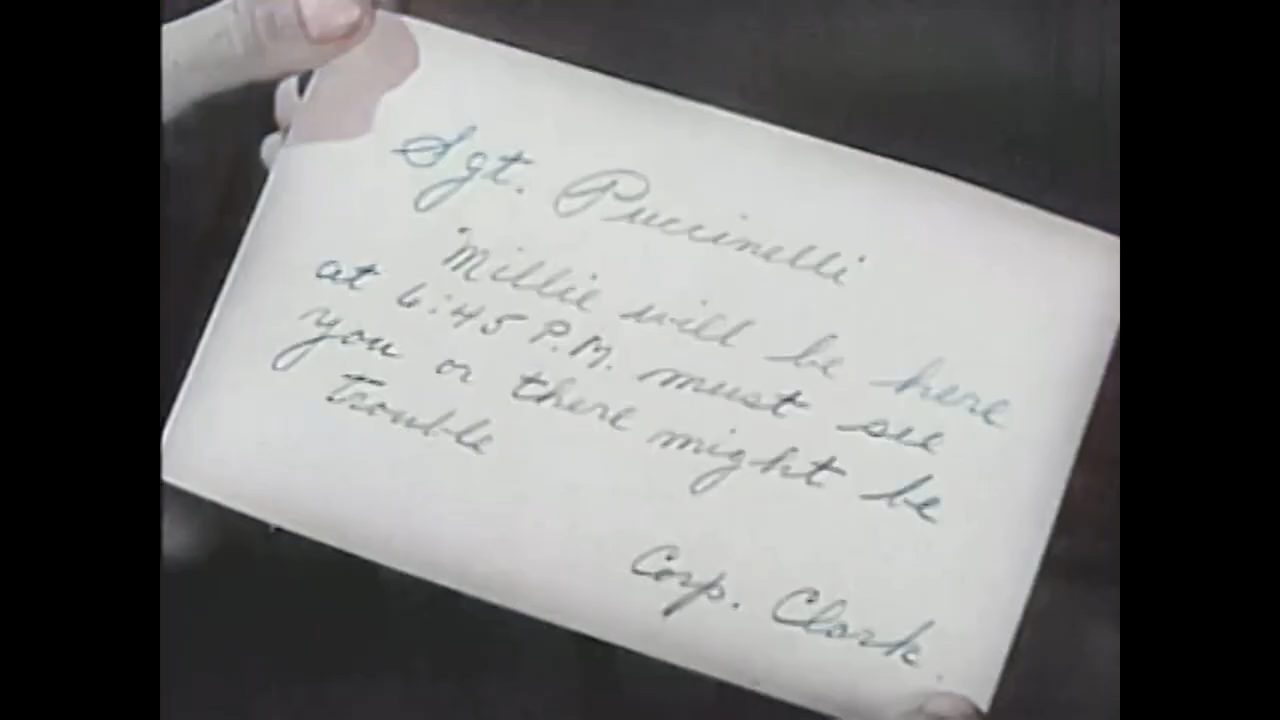 Sgt. Puccinelli
Millie will be here
at 6:45 P.M. must see
you or there might be
trouble
Corp. Clark.